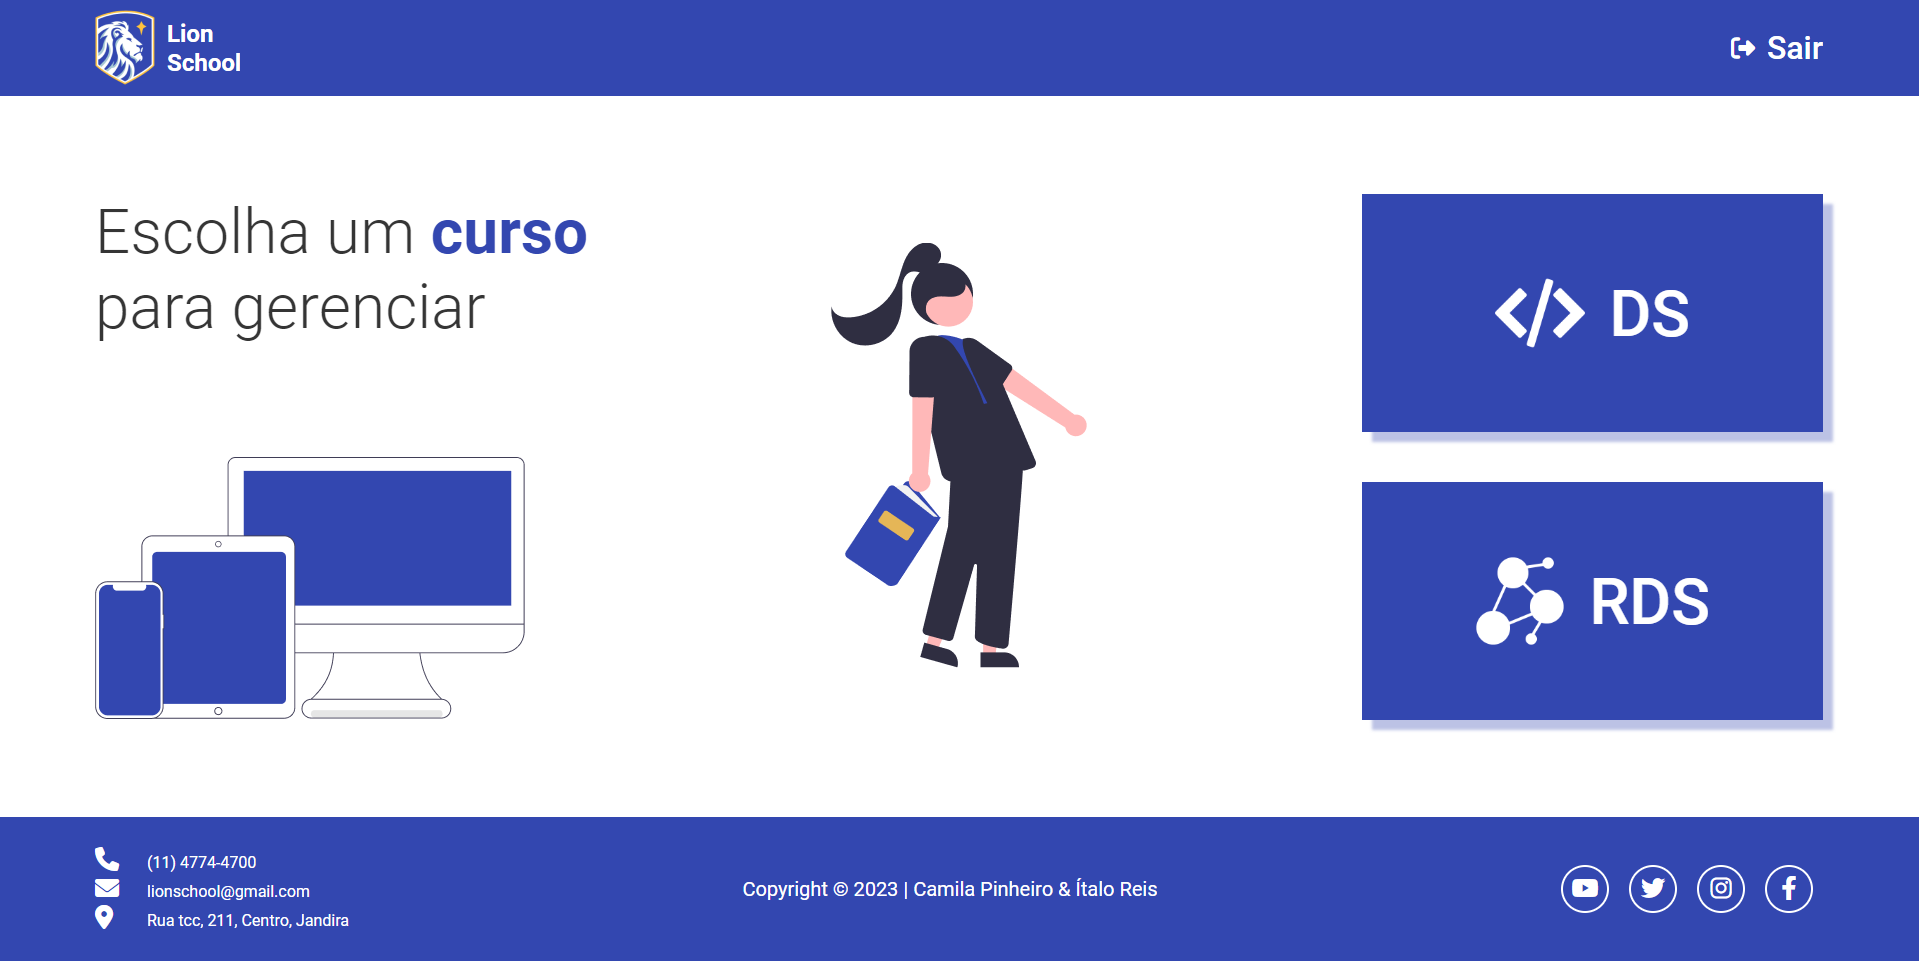 Lion
School
Sair
Escolha um curso
para gerenciar
DS
RDS
(11) 4774-4700
lionschool@gmail.com
Rua tcc, 211, Centro, Jandira
Copyright © 2023 | Camila Pinheiro & Ítalo Reis